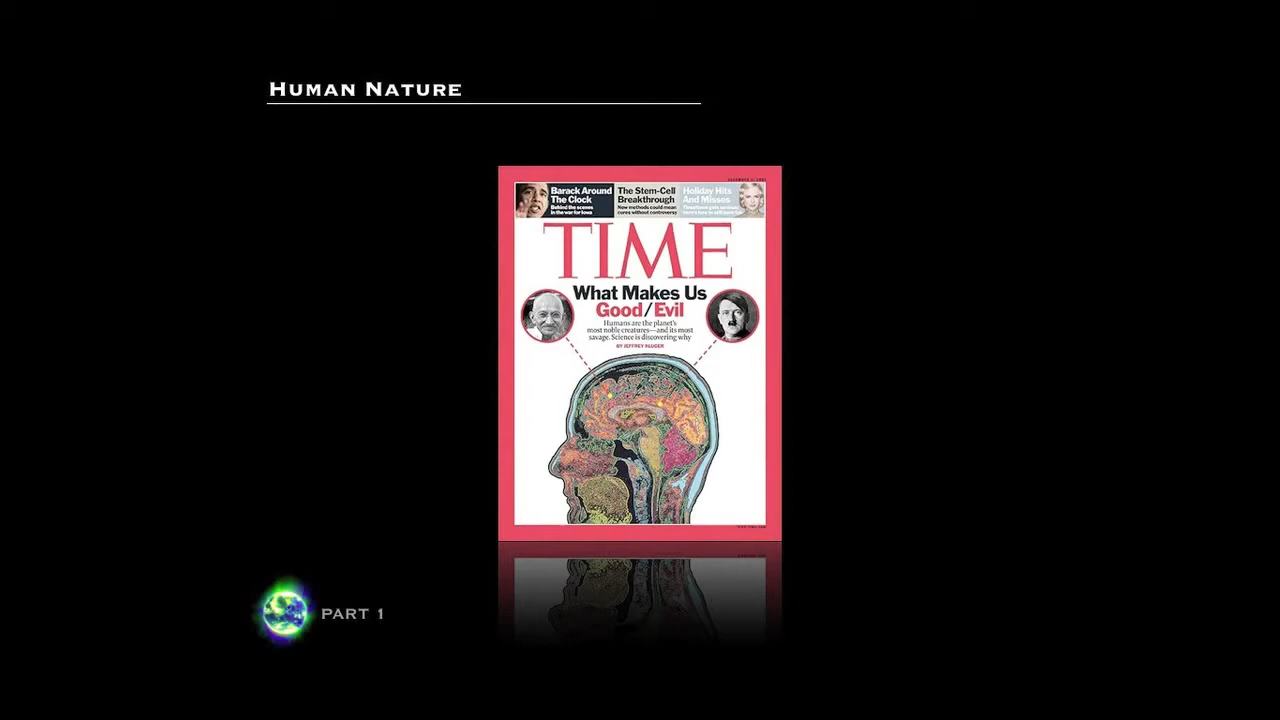 HUMAN NATURE
Barack Around
The Clock
Behind the scenes
in the war for Iowa
The Stem-Cell
Breakthrough
New methods could mean
cures without controversy
Holiday Hits
And Misses
TIME
What Makes Us
Good/Evil
Humans are the planet's
most noble creatures—and its most
savage. Science is discovering why
BY JEFFREY KLUGER
PART 1